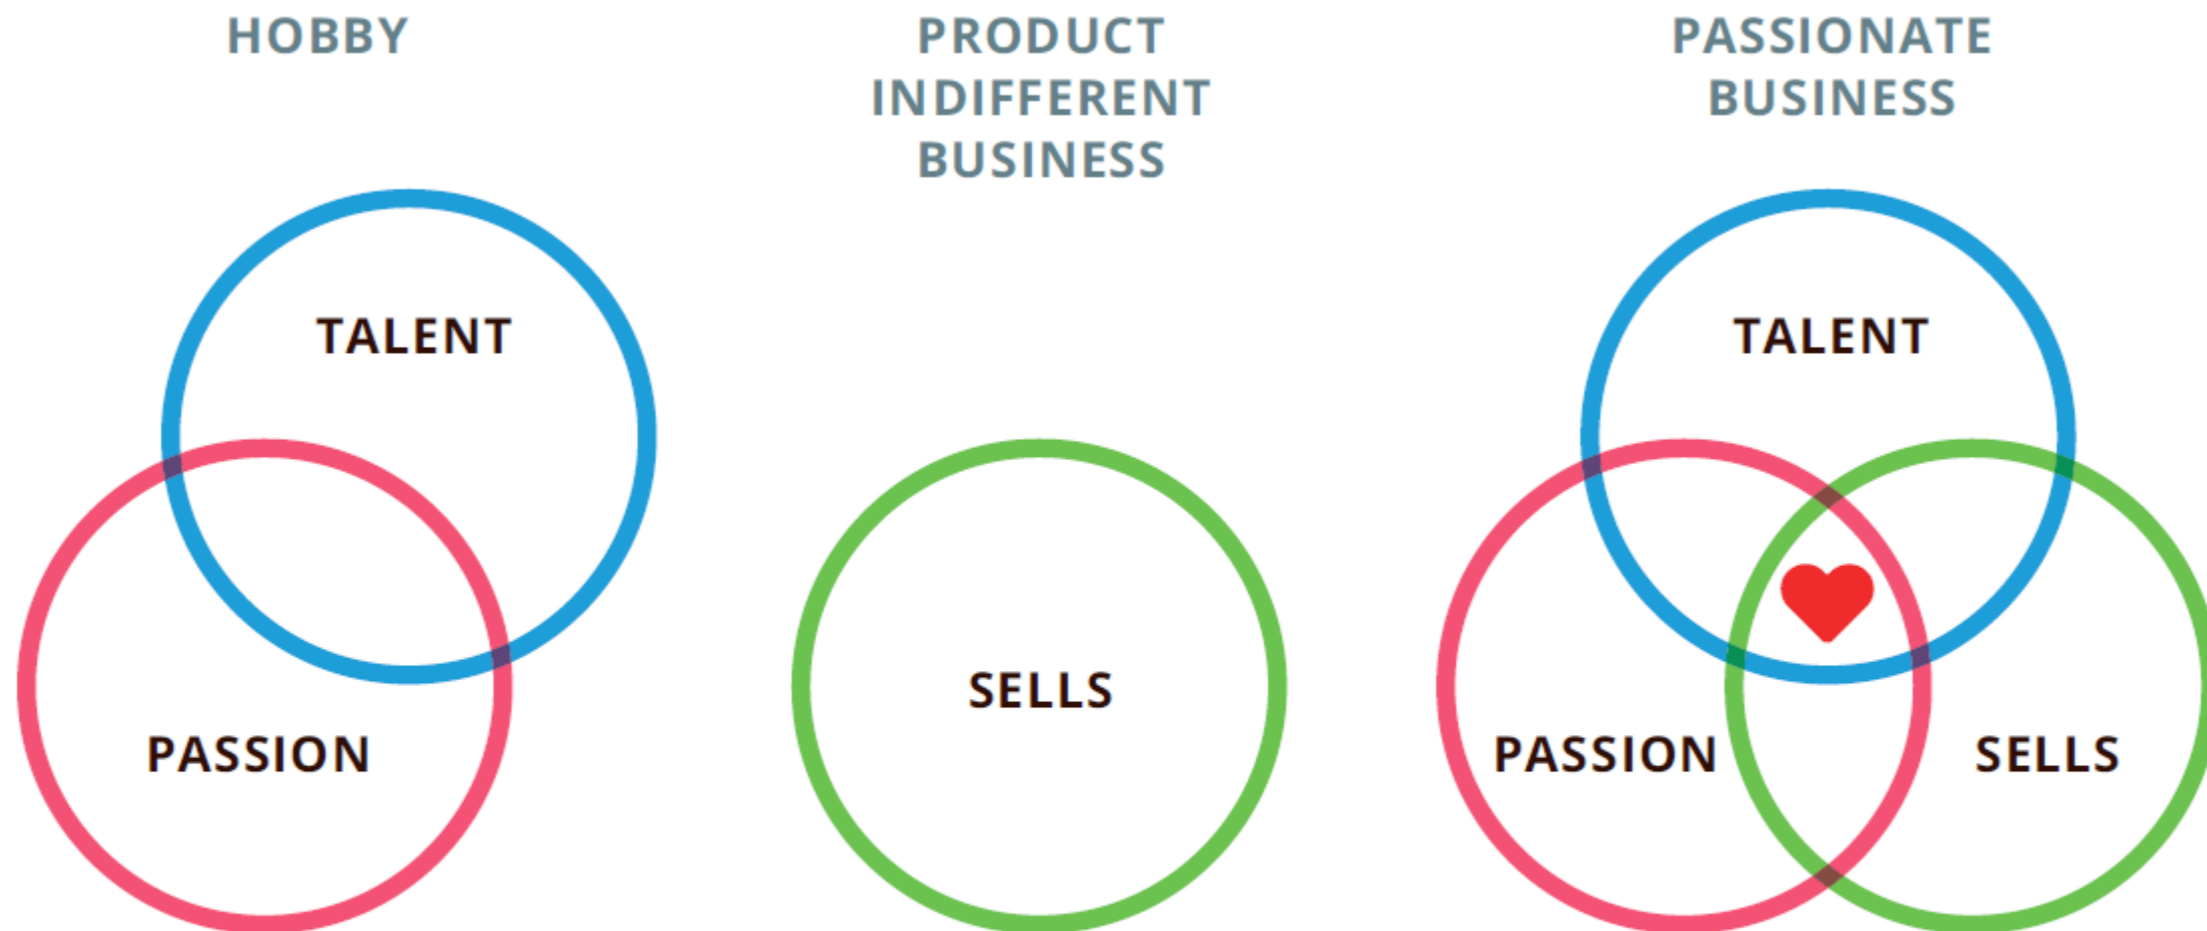 HOBBY
TALENT
PASSION
PRODUCT
INDIFFERENT
BUSINESS
SELLS
PASSIONATE
BUSINESS
TALENT
PASSION
SELLS